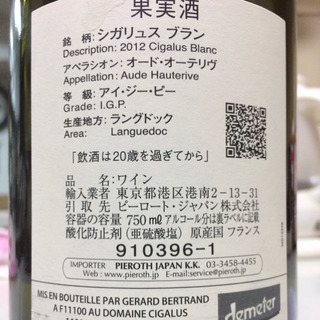 果実酒
銘 柄：シガリュス ブラン
Description: 2012 Cigalus Blanc
アペラシオン：オード・オーテリヴ
Appellation: Aude Hauterive
等 級：アイ・ジー・ピー
Grade: I.G.P.
生産地方：ラングドック
Area: Languedoc
「飲酒は20歳を過ぎてから」
品名：ワイン
輸入業者 東京都港区港南2-13-31
引 取 先 ピーロート・ジャパン株式会社
容器の容量 750 mℓ アルコール分は裏ラベルに記載
酸化防止剤（亜硫酸塩） 原産国 フランス
910396-1
IMPORTER PIEROTH JAPAN K.K. 03-3458-4455
Web：www.pieroth.jp E-mail:service@pieroth.jp
MIS EN BOUTEILLE PAR GERARD BERTRAND
A F11100 AU DOMAINE CIGALUS
demeter